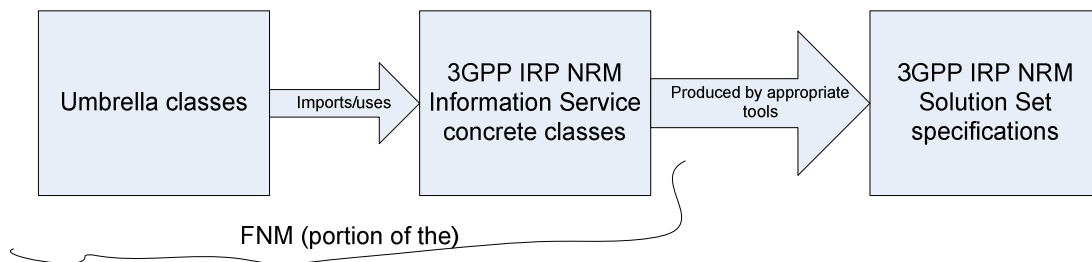 Umbrella classes
Imports/uses
3GPP IRP NRM
Information Service
concrete classes
Produced by appropriate
tools
3GPP IRP NRM
Solution Set
specifications
FNM (portion of the)